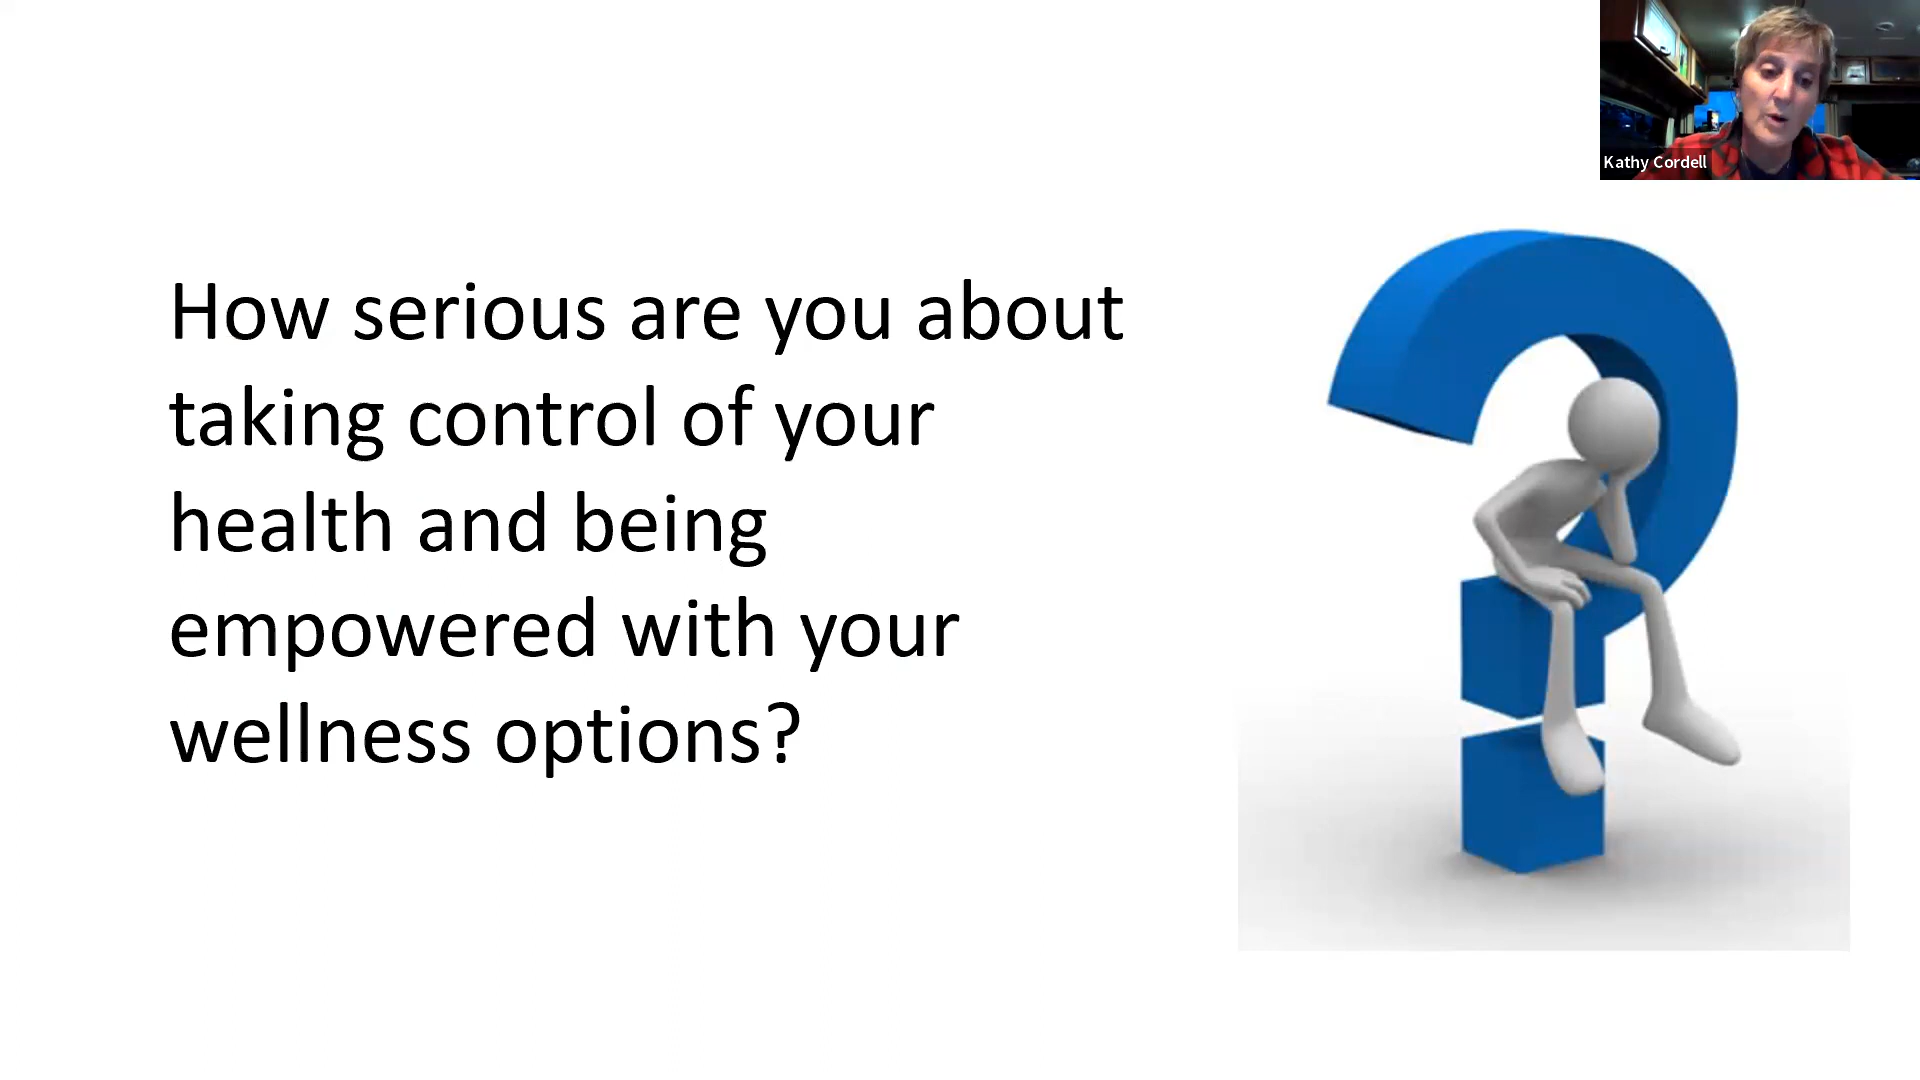 Kathy Cordell
How serious are you about
taking control of your
health and being
empowered with your
wellness options?